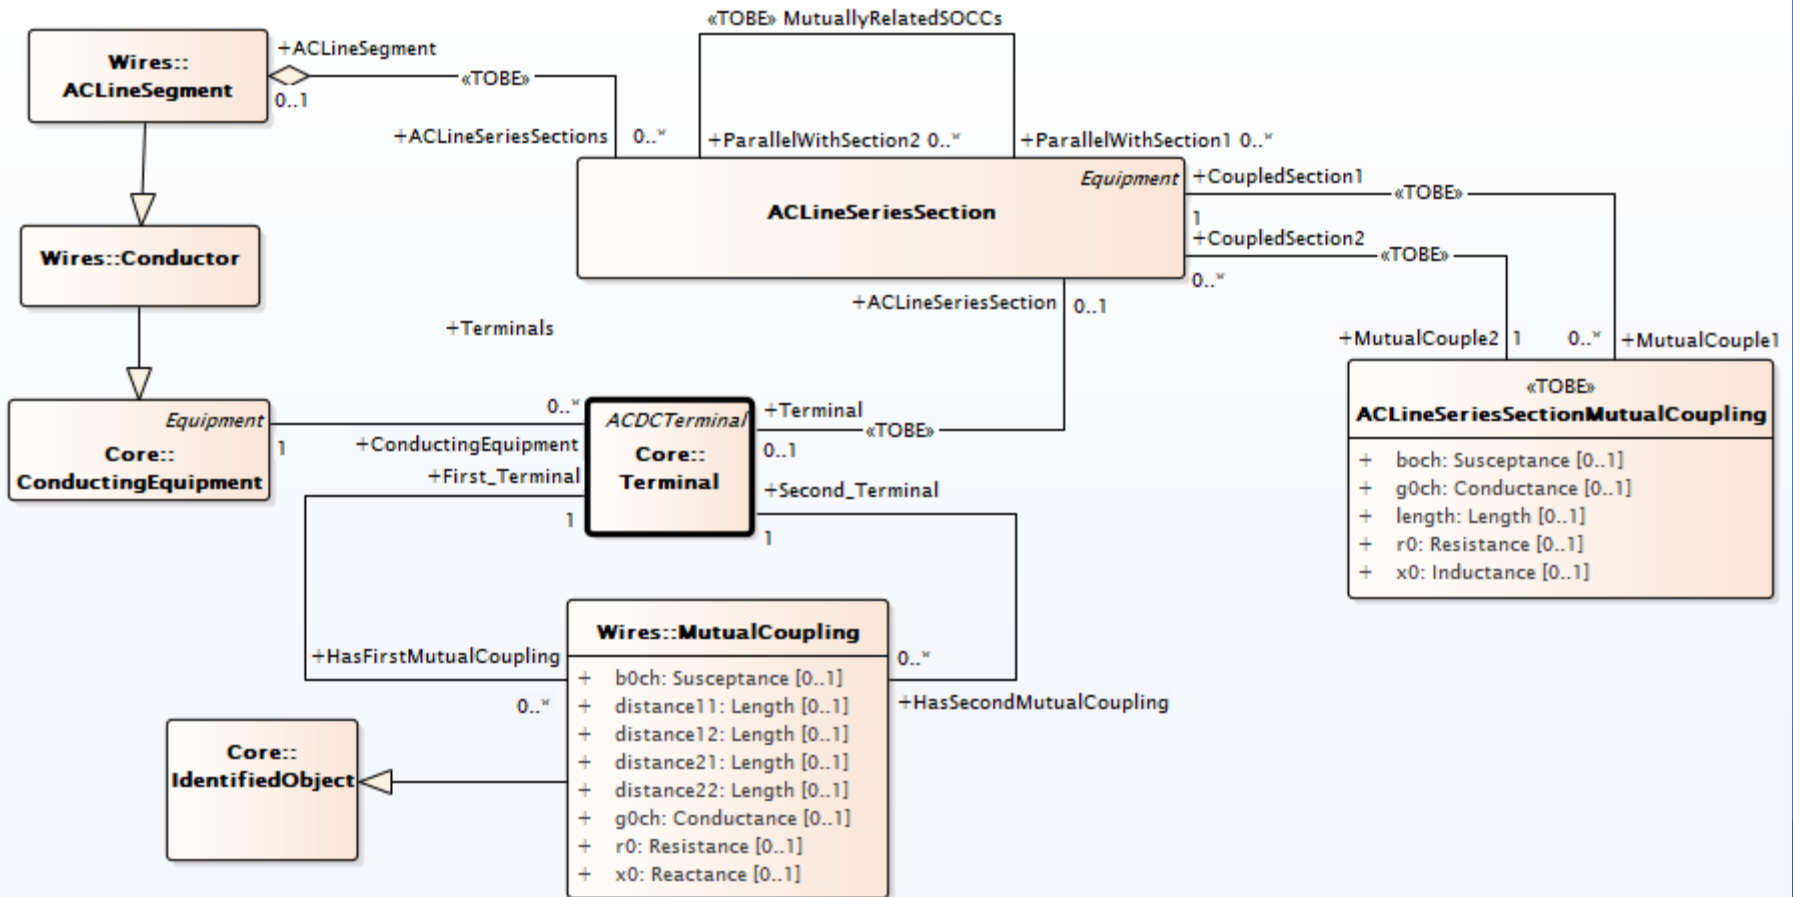 «TOBE» MutuallyRelatedSOCCs
+ACLineSegment
Wires::
ACLineSegment
«TOBE»
0..1
+ACLineSeriesSections
0..*
+ParallelWithSection2 0..*
+ParallelWithSection1 0..*
Equipment
ACLineSeriesSection
+CoupledSection1
«TOBE»
1
+CoupledSection2
«TOBE»
0..*
Wires::Conductor
+ACLineSeriesSection
0..1
+Terminals
+MutualCouple2
1
0..*
+MutualCouple1
«TOBE»
ACLineSeriesSectionMutualCoupling
+ boch: Susceptance [0..1]
+ g0ch: Conductance [0..1]
+ length: Length [0..1]
+ r0: Resistance [0..1]
+ x0: Inductance [0..1]
Equipment
Core::
ConductingEquipment
1
0..*
+ConductingEquipment
+First_Terminal
1
ACDCTerminal
Core::
Terminal
+Terminal
«TOBE»
0..1
+Second_Terminal
1
Wires::MutualCoupling
+HasFirstMutualCoupling
0..*
0..*
+HasSecondMutualCoupling
+ b0ch: Susceptance [0..1]
+ distance11: Length [0..1]
+ distance12: Length [0..1]
+ distance21: Length [0..1]
+ distance22: Length [0..1]
+ g0ch: Conductance [0..1]
+ r0: Resistance [0..1]
+ x0: Reactance [0..1]
Core::
IdentifiedObject